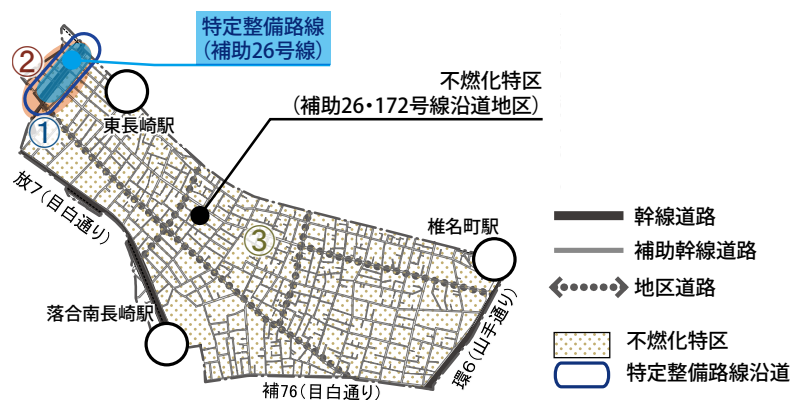 特定整備路線
(補助26号線)
②
不燃化特区
(補助26・172号線沿道地区)
東長崎駅
①
放7(目白通り)
③
椎名町駅
落合南長崎駅
環6(山手通り)
補76(目白通り)
幹線道路
補助幹線道路
地区道路
不燃化特区
特定整備路線沿道